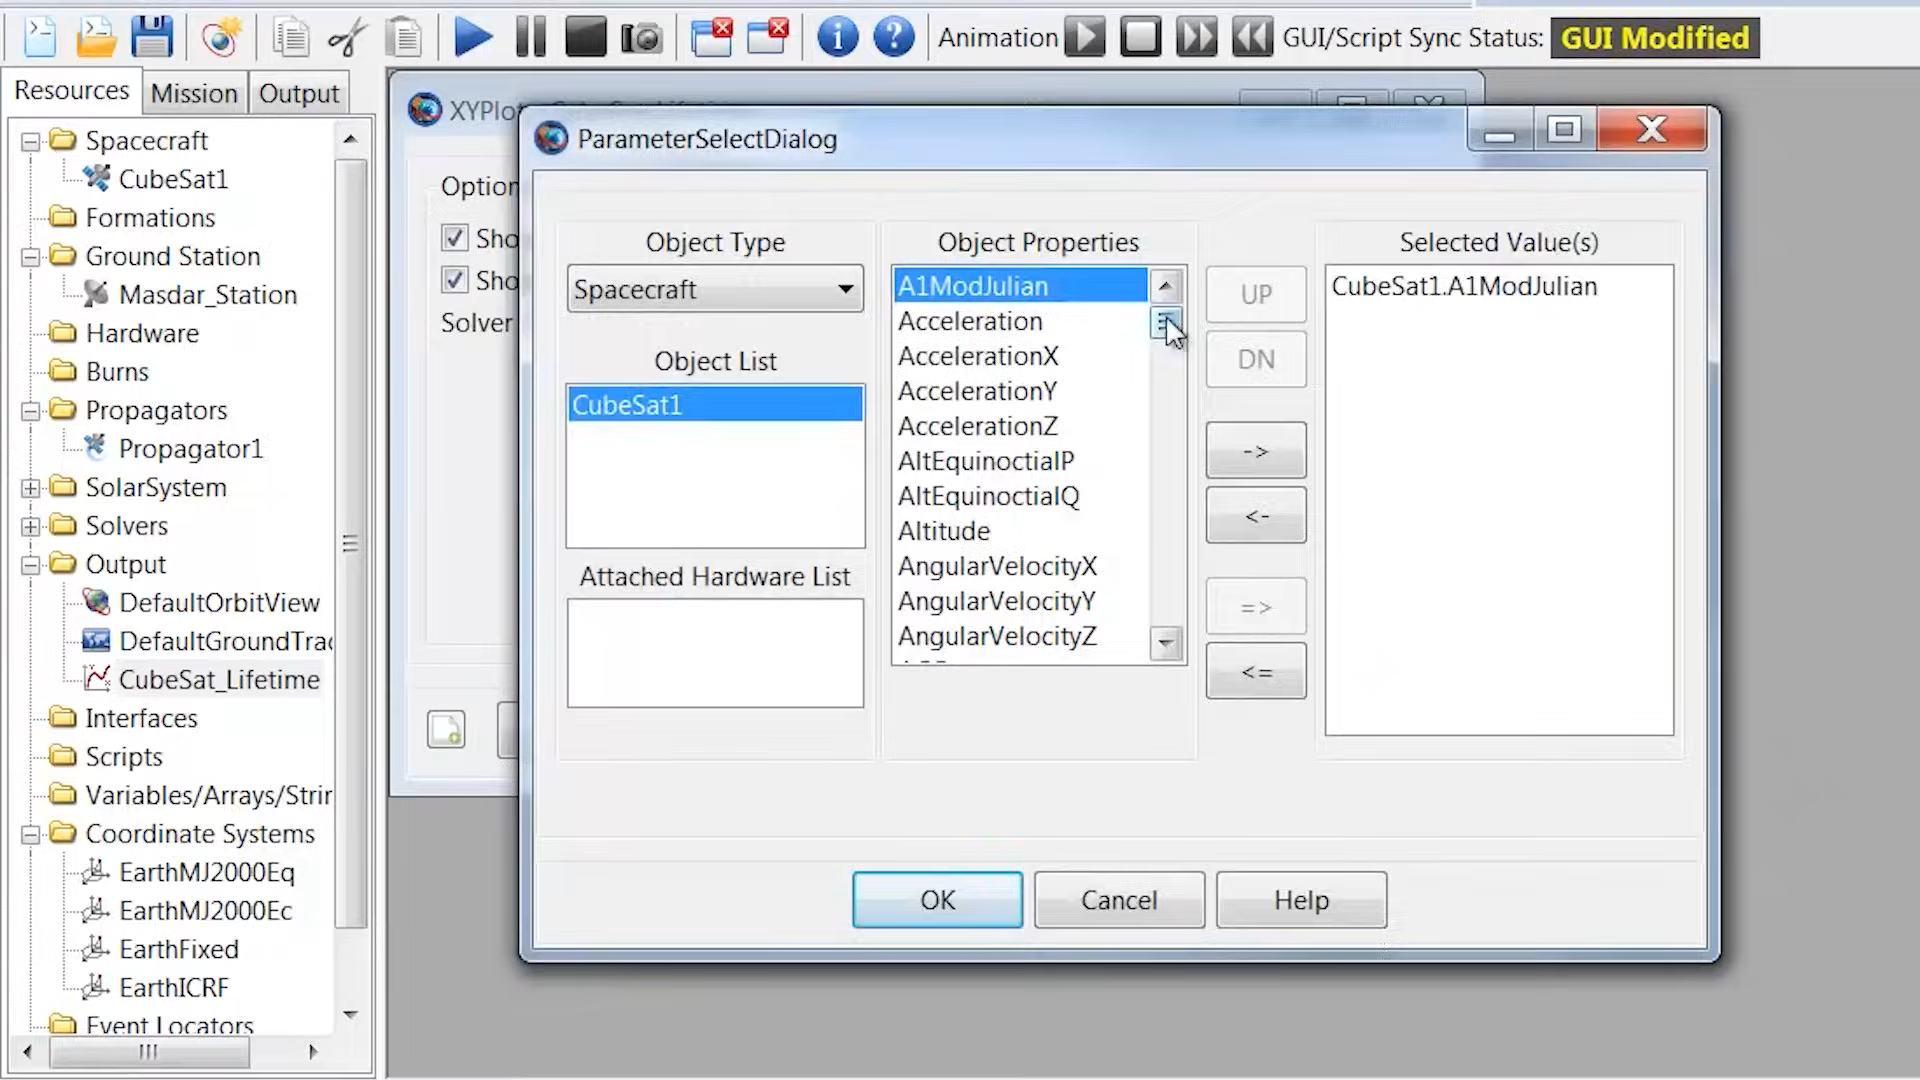 Animation
GUI/Script Sync Status:
GUI Modified
Resources
Mission
Output
Spacecraft
CubeSat1
Formations
Ground Station
Masdar_Station
Hardware
Burns
Propagators
Propagator1
SolarSystem
Solvers
Output
DefaultOrbitView
DefaultGroundTrac
CubeSat_Lifetime
Interfaces
Scripts
Variables/Arrays/Strin
Coordinate Systems
EarthMJ2000Eq
EarthMJ2000Ec
EarthFixed
EarthICRF
Event Locators
XYPlo
Option
Sho
Sho
Solver
ParameterSelectDialog
Object Type
Spacecraft
Object List
CubeSat1
Attached Hardware List
Object Properties
A1ModJulian
Acceleration
AccelerationX
AccelerationY
AccelerationZ
AltEquinoctialP
AltEquinoctialQ
Altitude
AngularVelocityX
AngularVelocityY
AngularVelocityZ
UP
DN
->
<-
=>
<=
Selected Value(s)
CubeSat1.A1ModJulian
OK
Cancel
Help